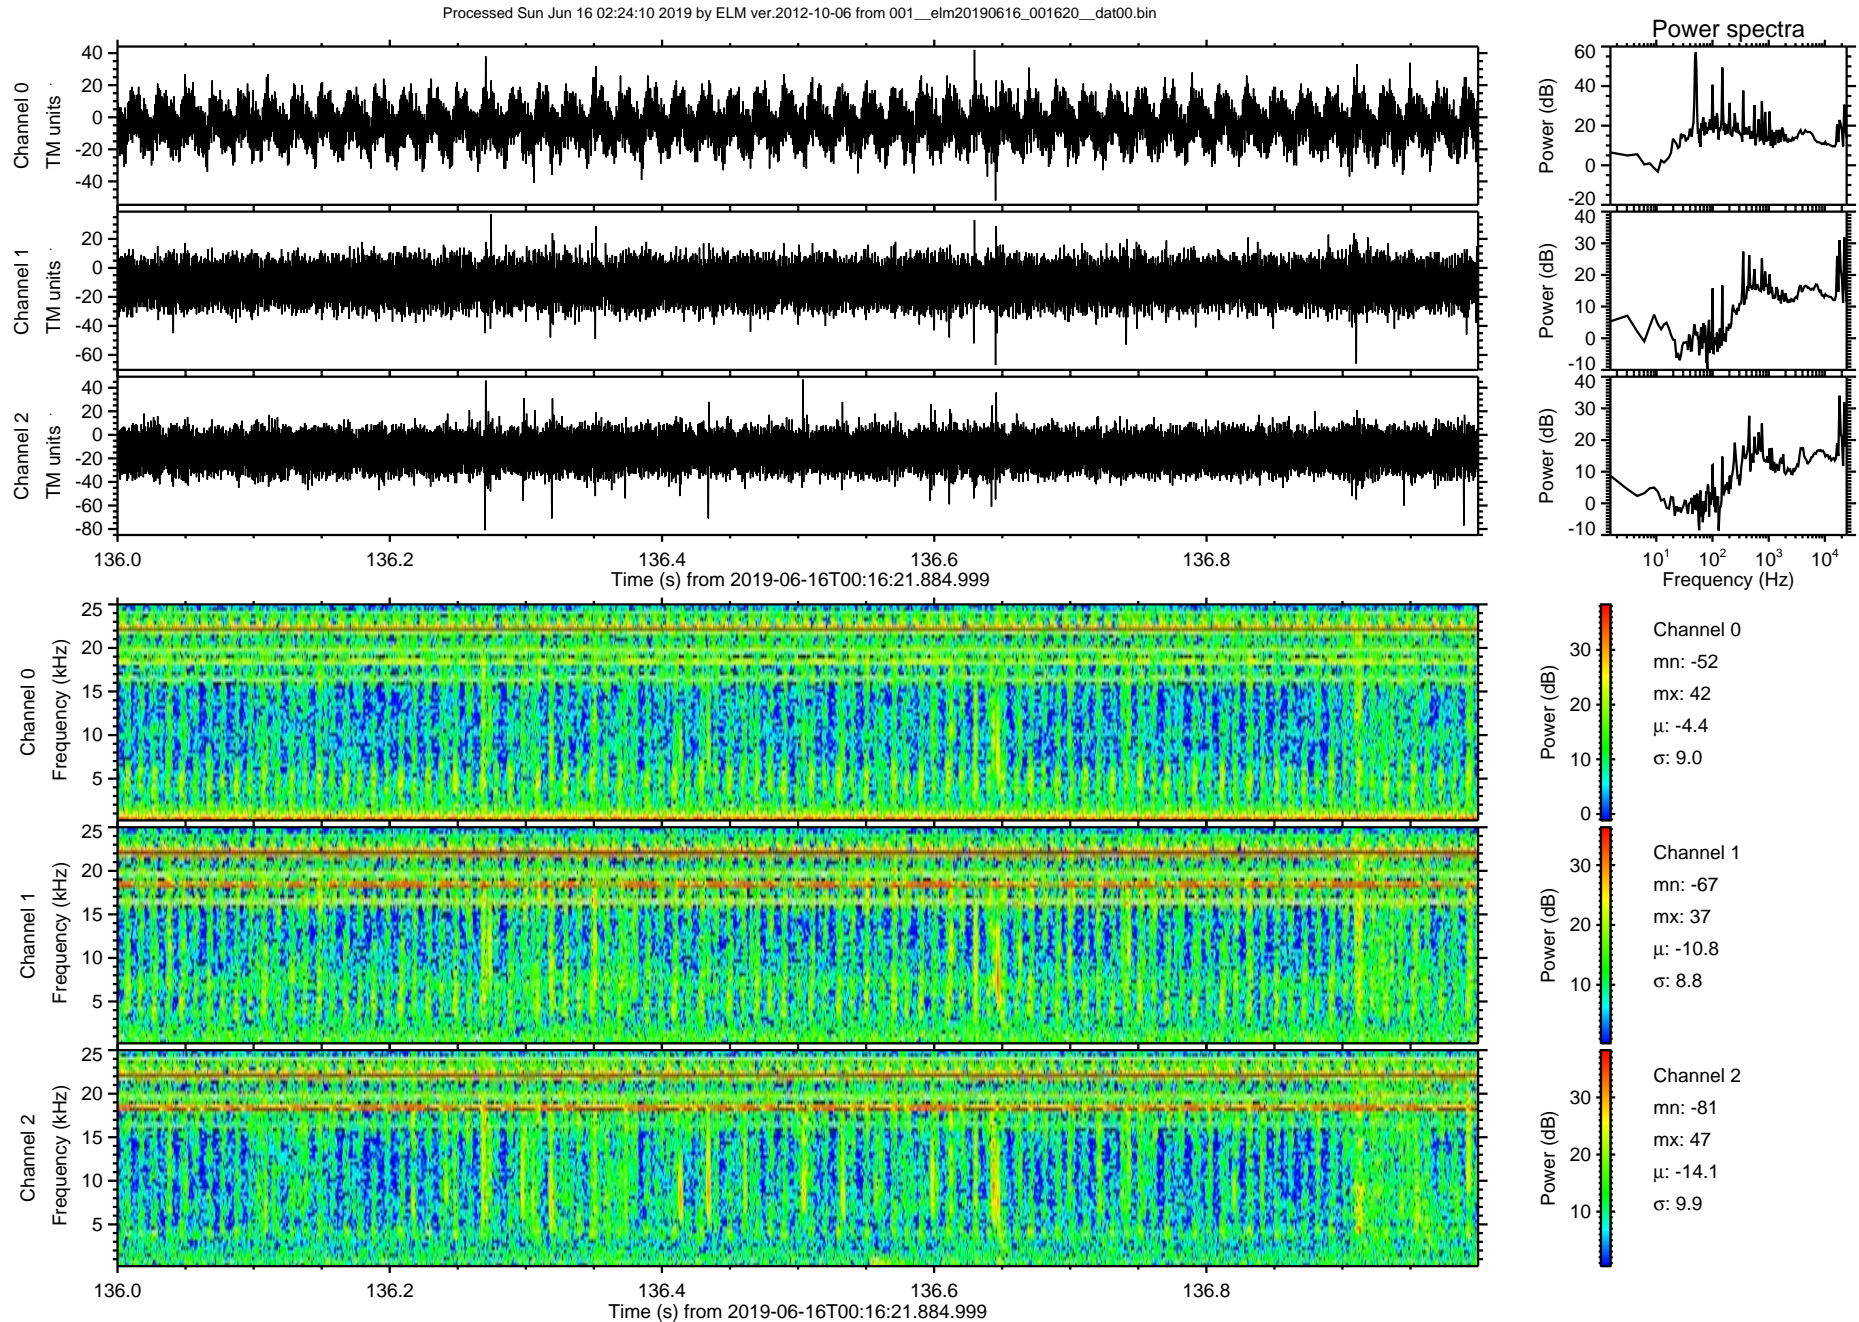 Processed Sun Jun 16 02:24:10 2019 by ELM ver.2012-10-06 from 001__elm20190616_001620__dat00.bin
Power spectra
Channel 0
TM units
40
20
0
-20
-40
Power (dB)
60
40
20
0
-20
Channel 1
TM units
20
0
-20
-40
-60
Power (dB)
40
30
20
10
0
-10
Channel 2
TM units
40
20
0
-20
-40
-60
-80
Power (dB)
40
30
20
10
0
-10
136.0 136.2 136.4 136.6 136.8
Time (s) from 2019-06-16T00:16:21.884.999
10¹ 10² 10³ 10⁴
Frequency (Hz)
Channel 0
Frequency (kHz)
25
20
15
10
5
Power (dB)
30
20
10
0
Channel 0
mn: -52
mx: 42
μ: -4.4
σ: 9.0
Channel 1
Frequency (kHz)
25
20
15
10
5
Power (dB)
30
20
10
Channel 1
mn: -67
mx: 37
μ: -10.8
σ: 8.8
Channel 2
Frequency (kHz)
25
20
15
10
5
Power (dB)
30
20
10
Channel 2
mn: -81
mx: 47
μ: -14.1
σ: 9.9
136.0 136.2 136.4 136.6 136.8
Time (s) from 2019-06-16T00:16:21.884.999